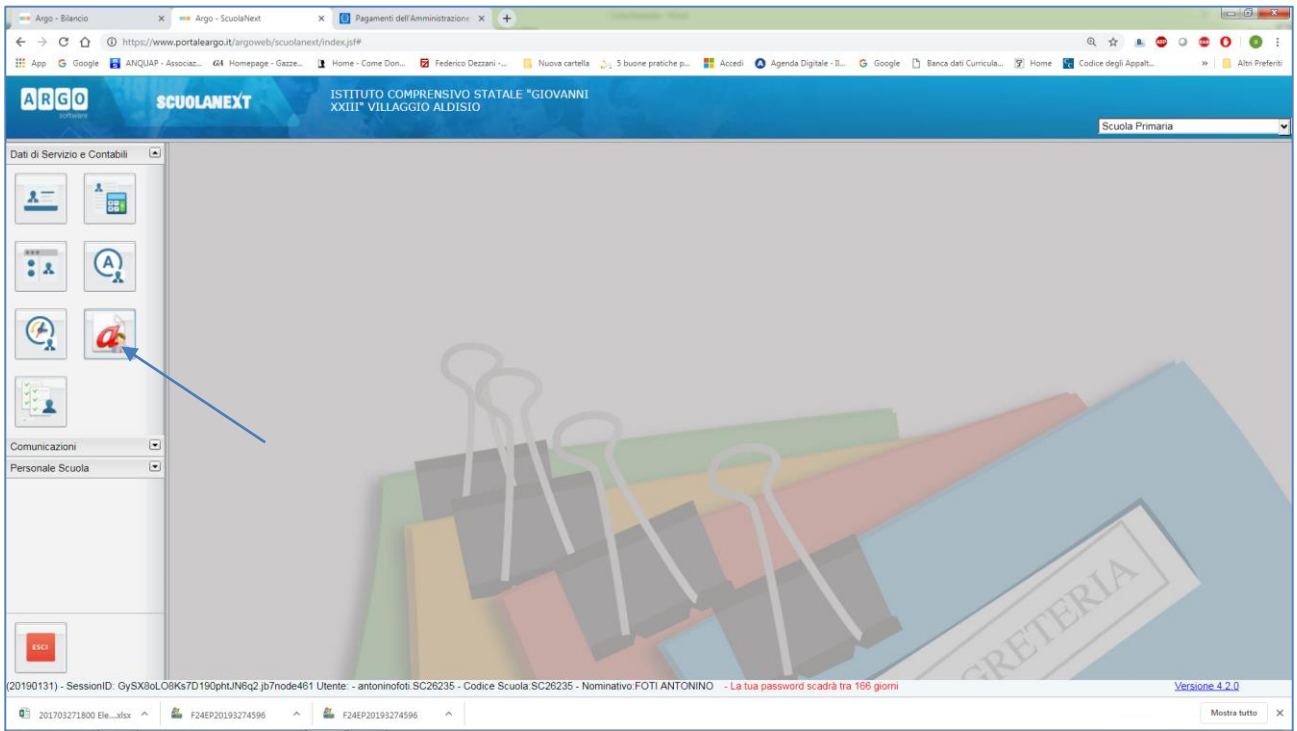 Argo - Bilancio
Argo - ScuolaNext
Pagamenti dell'Amministrazione
https://www.portaleargo.it/argoweb/scuolanext/index.jsf#
App
Google
ANQUAP - Associaz...
Homepage - Gazze...
Home - Come Don...
Federico Dezzani -...
Nuova cartella
5 buone pratiche p...
Accedi
Agenda Digitale - Il...
Google
Banca dati Curricula...
Home
Codice degli Appalt...
»
Altri Preferiti
ARGO
software
SCUOLANEXT
ISTITUTO COMPRENSIVO STATALE "GIOVANNI
XXIII" VILLAGGIO ALDISIO
Scuola Primaria
Dati di Servizio e Contabili
A
a
Comunicazioni
Personale Scuola
GRETERIA
ESCI
(20190131) - SessionID: GySX8oLO8Ks7D190phtJN6q2.jb7node461 Utente: - antoninofoti.SC26235 - Codice Scuola:SC26235 - Nominativo:FOTI ANTONINO - La tua password scadrà tra 166 giorni
Versione 4.2.0
201703271800 Ele....xlsx
F24EP20193274596
F24EP20193274596
Mostra tutto